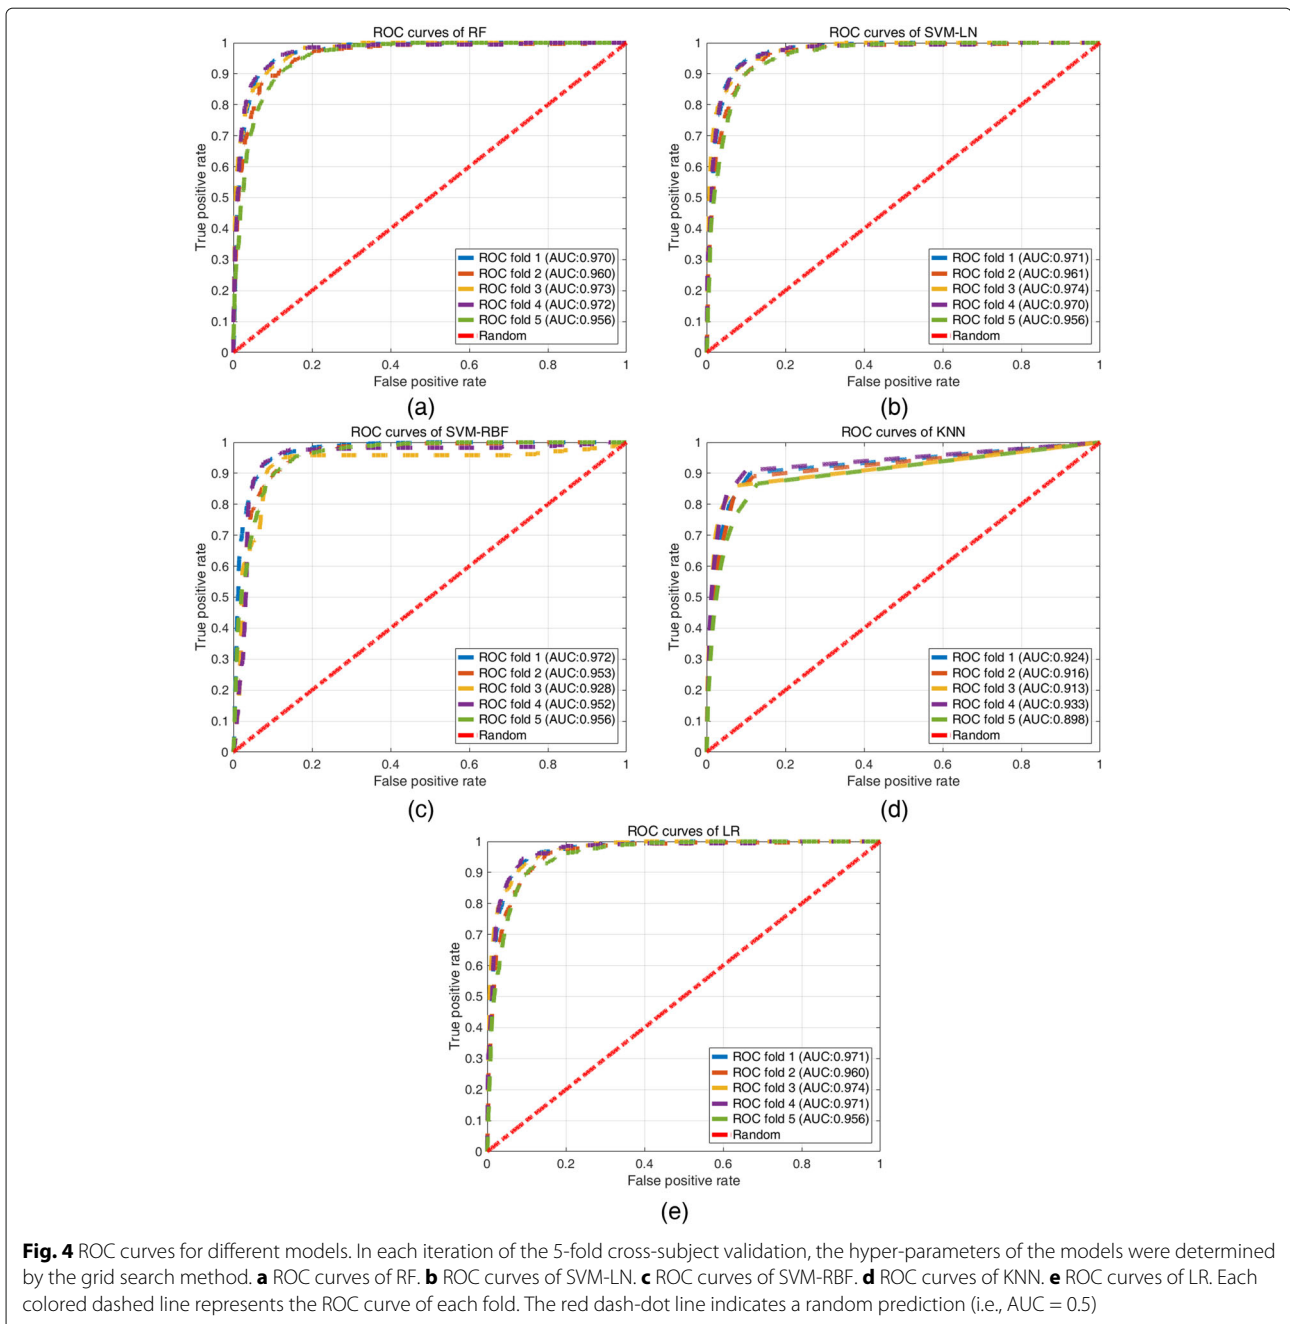 ROC curves of RF
1
0.9
0.8
0.7
0.6
0.5
0.4
0.3
0.2
0.1
0
True positive rate
ROC fold 1 (AUC:0.970)
ROC fold 2 (AUC:0.960)
ROC fold 3 (AUC:0.973)
ROC fold 4 (AUC:0.972)
ROC fold 5 (AUC:0.956)
Random
0 0.2 0.4 0.6 0.8 1
False positive rate
(a)
ROC curves of SVM-LN
1
0.9
0.8
0.7
0.6
0.5
0.4
0.3
0.2
0.1
0
True positive rate
ROC fold 1 (AUC:0.971)
ROC fold 2 (AUC:0.961)
ROC fold 3 (AUC:0.974)
ROC fold 4 (AUC:0.970)
ROC fold 5 (AUC:0.956)
Random
0 0.2 0.4 0.6 0.8 1
False positive rate
(b)
ROC curves of SVM-RBF
1
0.9
0.8
0.7
0.6
0.5
0.4
0.3
0.2
0.1
0
True positive rate
ROC fold 1 (AUC:0.972)
ROC fold 2 (AUC:0.953)
ROC fold 3 (AUC:0.928)
ROC fold 4 (AUC:0.952)
ROC fold 5 (AUC:0.956)
Random
0 0.2 0.4 0.6 0.8 1
False positive rate
(c)
ROC curves of KNN
1
0.9
0.8
0.7
0.6
0.5
0.4
0.3
0.2
0.1
0
True positive rate
ROC fold 1 (AUC:0.924)
ROC fold 2 (AUC:0.916)
ROC fold 3 (AUC:0.913)
ROC fold 4 (AUC:0.933)
ROC fold 5 (AUC:0.898)
Random
0 0.2 0.4 0.6 0.8 1
False positive rate
(d)
ROC curves of LR
1
0.9
0.8
0.7
0.6
0.5
0.4
0.3
0.2
0.1
0
True positive rate
ROC fold 1 (AUC:0.971)
ROC fold 2 (AUC:0.960)
ROC fold 3 (AUC:0.974)
ROC fold 4 (AUC:0.971)
ROC fold 5 (AUC:0.956)
Random
0 0.2 0.4 0.6 0.8 1
False positive rate
(e)
Fig. 4 ROC curves for different models. In each iteration of the 5-fold cross-subject validation, the hyper-parameters of the models were determined
by the grid search method. a ROC curves of RF. b ROC curves of SVM-LN. c ROC curves of SVM-RBF. d ROC curves of KNN. e ROC curves of LR. Each
colored dashed line represents the ROC curve of each fold. The red dash-dot line indicates a random prediction (i.e., AUC = 0.5)